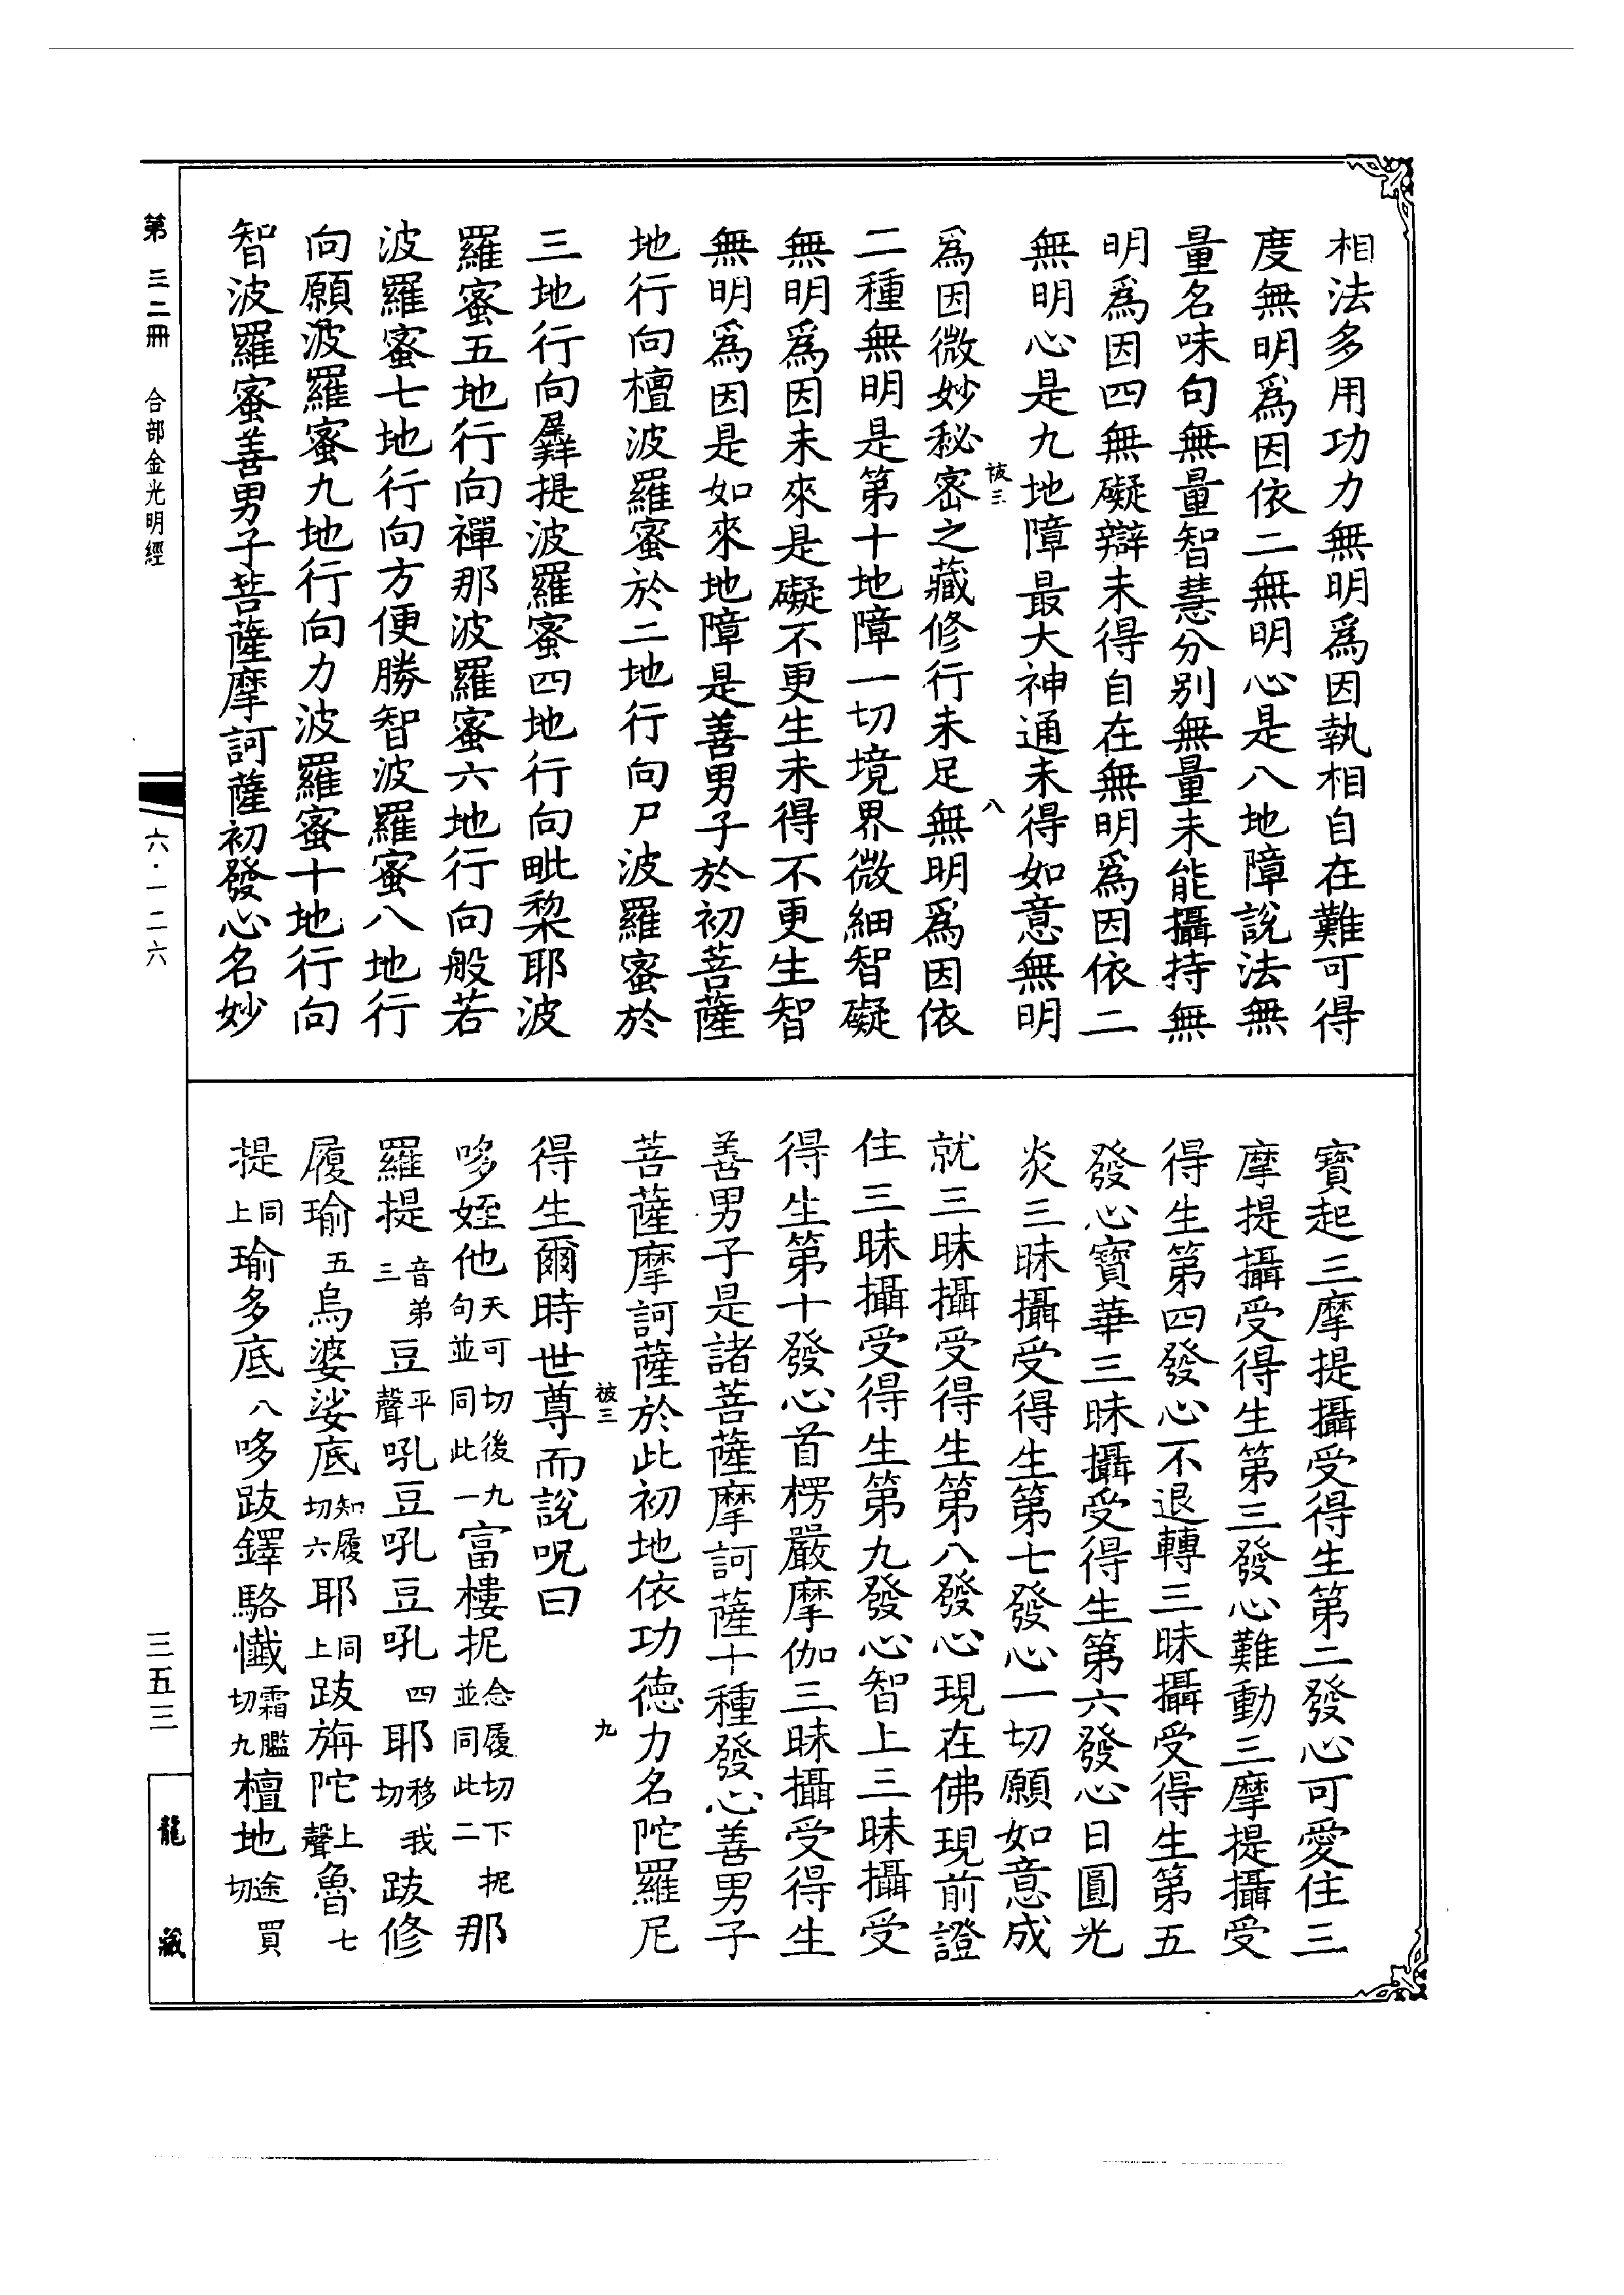 相法多用功力無明爲因執相自在難可得
度無明爲因依二無明心是八地障說法無
量名味句無量智慧分別無量未能攝持無
明爲因四無礙辯未得自在無明爲因依二
無明心是九地障最大神通未得如意無明
被三
八
爲因微妙秘密之藏修行未足無明爲因依
二種無明是第十地障一切境界微細智礙
無明爲因未來是礙不更生未得不更生智
無明爲因是如來地障是善男子於初菩薩
地行向檀波羅蜜於二地行向尸波羅蜜於
三地行向羼提波羅蜜四地行向毗棃耶波
羅蜜五地行向禪那波羅蜜六地行向般若
波羅蜜七地行向方便勝智波羅蜜八地行
向願波羅蜜九地行向力波羅蜜十地行向
智波羅蜜善男子菩薩摩訶薩初發心名妙
寶起三摩提攝受得生第二發心可愛住三
摩提攝受得生第三發心難動三摩提攝受
得生第四發心不退轉三昧攝受得生第五
發心寶華三昧攝受得生第六發心日圓光
炎三昧攝受得生第七發心一切願如意成
就三昧攝受得生第八發心現在佛現前證
住三昧攝受得生第九發心智上三昧攝受
得生第十發心首楞嚴摩伽三昧攝受得生
善男子是諸菩薩摩訶薩十種發心善男子
菩薩摩訶薩於此初地依功德力名陀羅尼
被三
九
得生爾時世尊而說呪曰
哆姪他天可切後九句並同此一富樓抳念履切下抳並同此二那
羅提音弟三豆平聲吼豆吼豆吼四耶移我切跋修
履瑜五烏婆娑底知履切六耶同上跋旃陀上聲魯七
提同上瑜多底八哆跋鐸駱懺霜艦切九檀地途買切
第三二冊 合部金光明經
六·一二六
三五三
龍藏